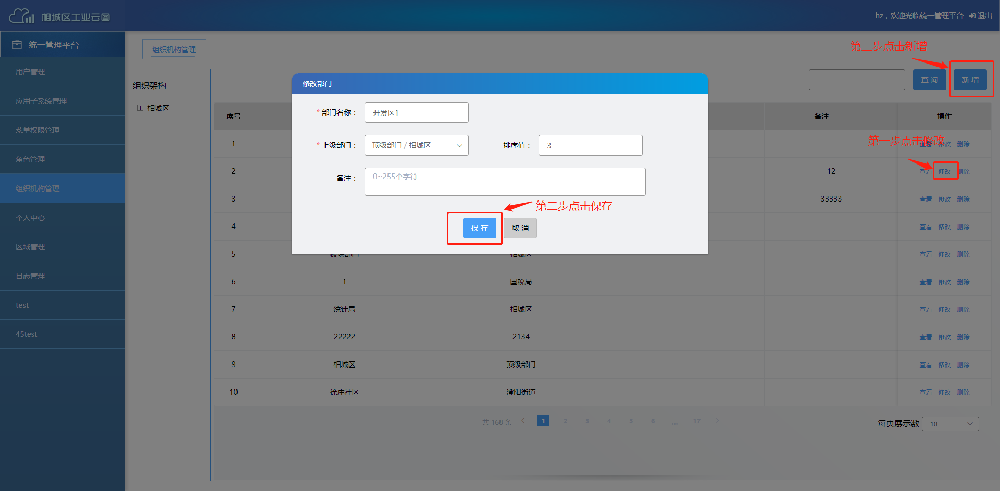 相城区工业云图
hz，欢迎光临统一管理平台 退出
统一管理平台
用户管理
应用子系统管理
菜单权限管理
角色管理
组织机构管理
个人中心
区域管理
日志管理
test
45test
组织机构管理
组织架构
相城区
第三步点击新增
查 询 新 增
序号 备注 操作
1 查看 修改 删除
第一步点击修改
2 12 查看 修改 删除
3 33333 查看 修改 删除
4 查看 修改 删除
5 板块部门 相城区 查看 修改 删除
6 1 国税局 查看 修改 删除
7 统计局 相城区 查看 修改 删除
8 22222 2134 查看 修改 删除
9 相城区 顶级部门 查看 修改 删除
10 徐庄社区 澄阳街道 查看 修改 删除
共 168 条 1 2 3 4 5 6 ... 17
每页展示数 10
修改部门
* 部门名称： 开发区1
* 上级部门： 顶级部门 / 相城区 排序值： 3
备注： 0~255个字符
第二步点击保存
保 存 取 消